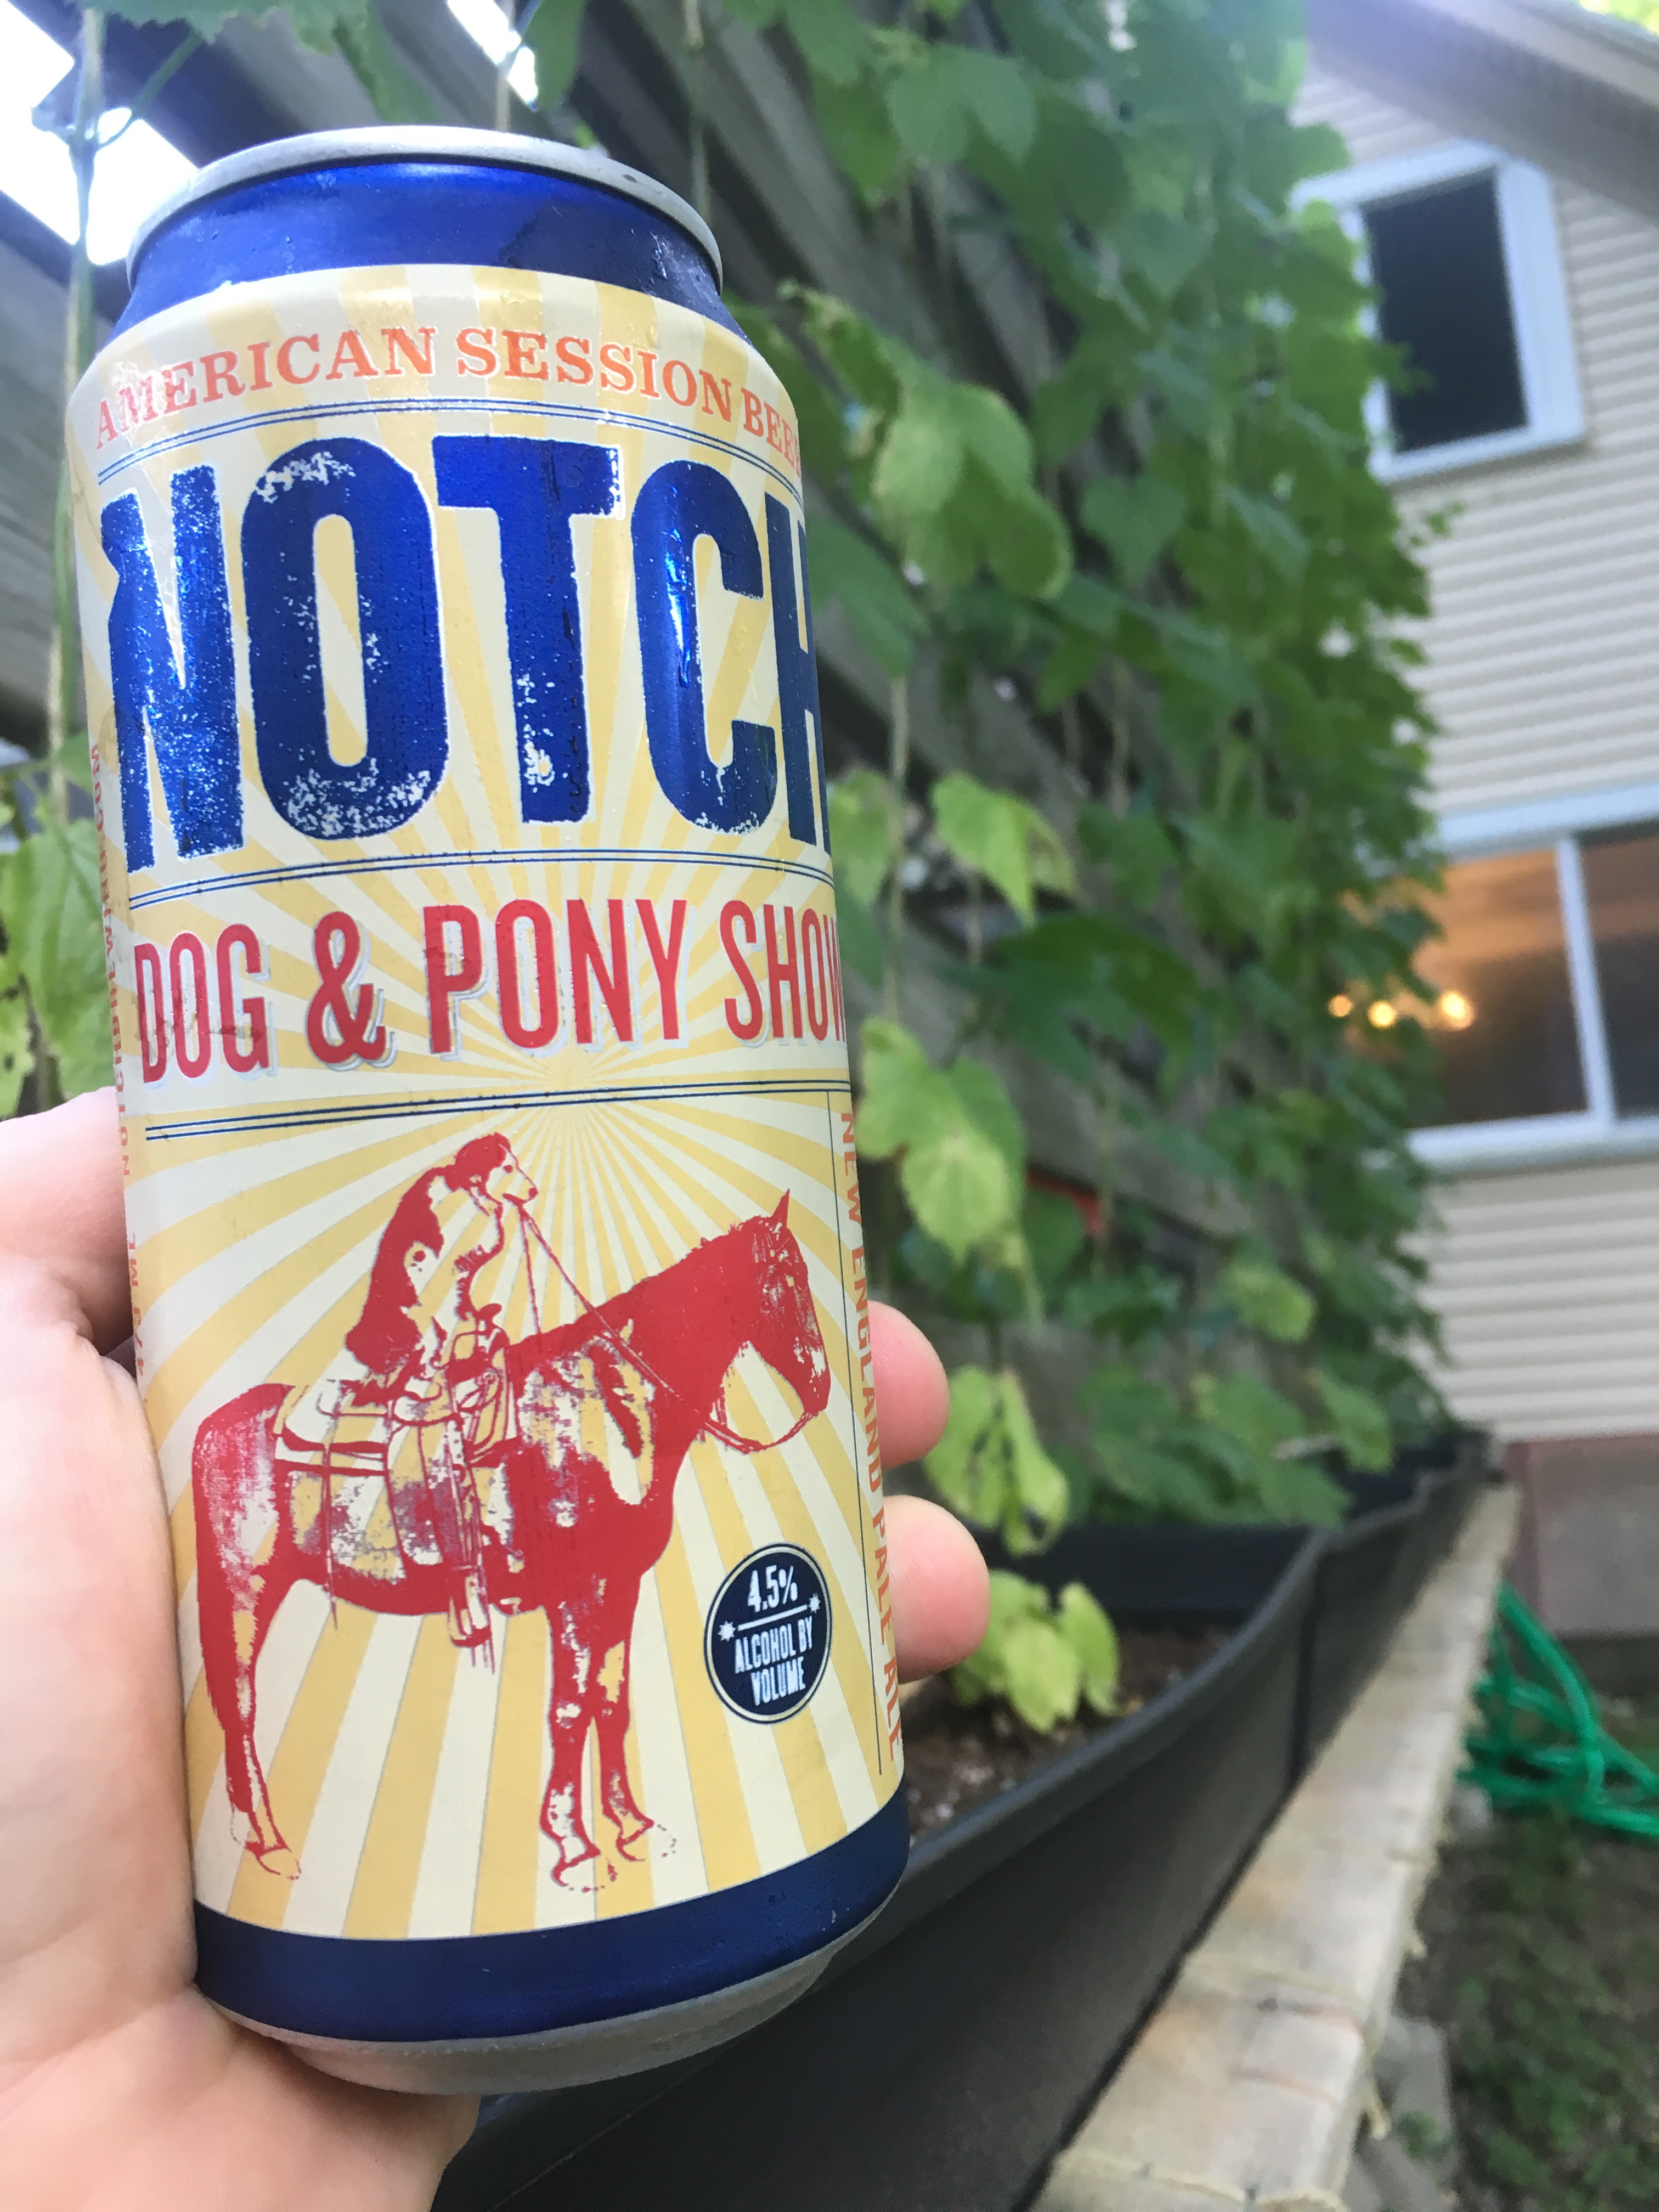 AMERICAN SESSION BEER
NOTCH
DOG & PONY SHOW
NEW ENGLAND PALE ALE
4.5%
ALCOHOL BY
VOLUME